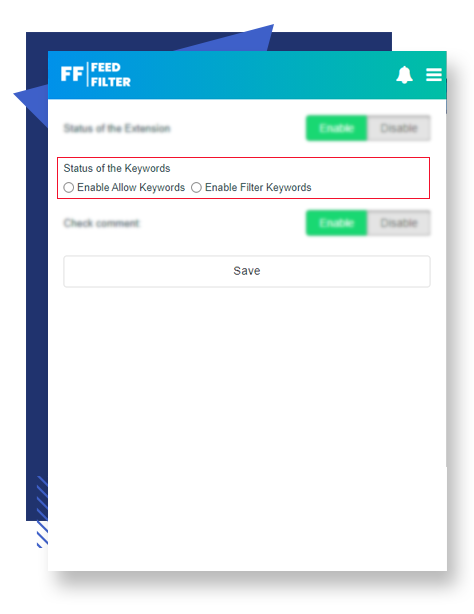 FF FEED
FILTER
Status of the Extension
Enable Disable
Status of the Keywords
Enable Allow Keywords Enable Filter Keywords
Check comment
Enable Disable
Save